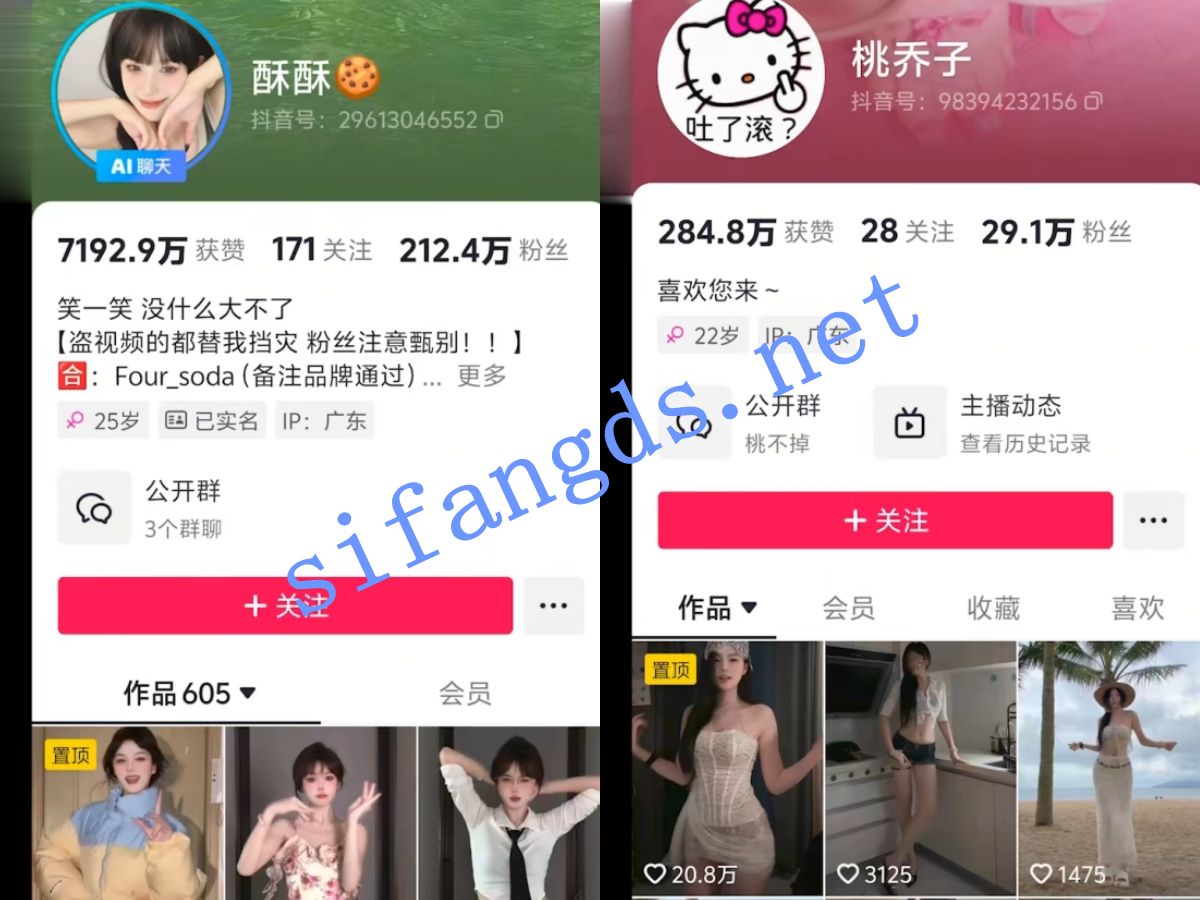 酥酥
抖音号：29613046552
AI 聊天
7192.9万 获赞 171 关注 212.4万 粉丝
笑一笑 没什么大不了
【盗视频的都替我挡灾 粉丝注意甄别！！】
合：Four_soda (备注品牌通过)... 更多
25岁 已实名 IP：广东
公开群
3个群聊
+ 关注
作品 605 会员
置顶
吐了滚？
桃乔子
抖音号：98394232156
284.8万 获赞 28 关注 29.1万 粉丝
喜欢您来 ~
22岁 IP：广东
公开群 主播动态
桃不掉 查看历史记录
+ 关注
作品 会员 收藏 喜欢
置顶
20.8万 3125 1475
sifangds.net